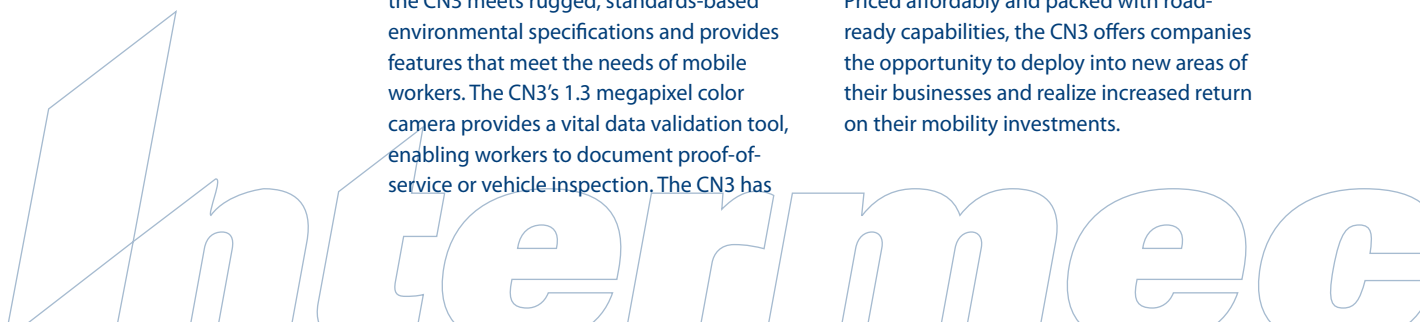 the CN3 meets rugged, standards-based
environmental specifications and provides
features that meet the needs of mobile
workers. The CN3's 1.3 megapixel color
camera provides a vital data validation tool,
enabling workers to document proof-of-
service or vehicle inspection. The CN3 has
Priced affordably and packed with road-
ready capabilities, the CN3 offers companies
the opportunity to deploy into new areas of
their businesses and realize increased return
on their mobility investments.
Intermec